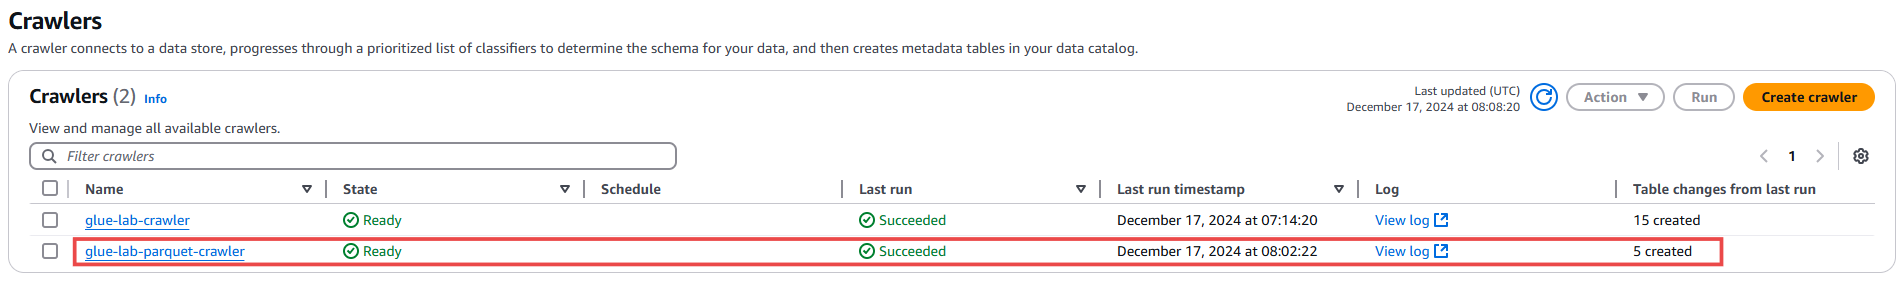 Crawlers
A crawler connects to a data store, progresses through a prioritized list of classifiers to determine the schema for your data, and then creates metadata tables in your data catalog.
Crawlers (2) Info
Last updated (UTC)
December 17, 2024 at 08:08:20
Action
Run
Create crawler
View and manage all available crawlers.
Filter crawlers
1
Name State Schedule Last run Last run timestamp Log Table changes from last run
glue-lab-crawler Ready Succeeded December 17, 2024 at 07:14:20 View log 15 created
glue-lab-parquet-crawler Ready Succeeded December 17, 2024 at 08:02:22 View log 5 created